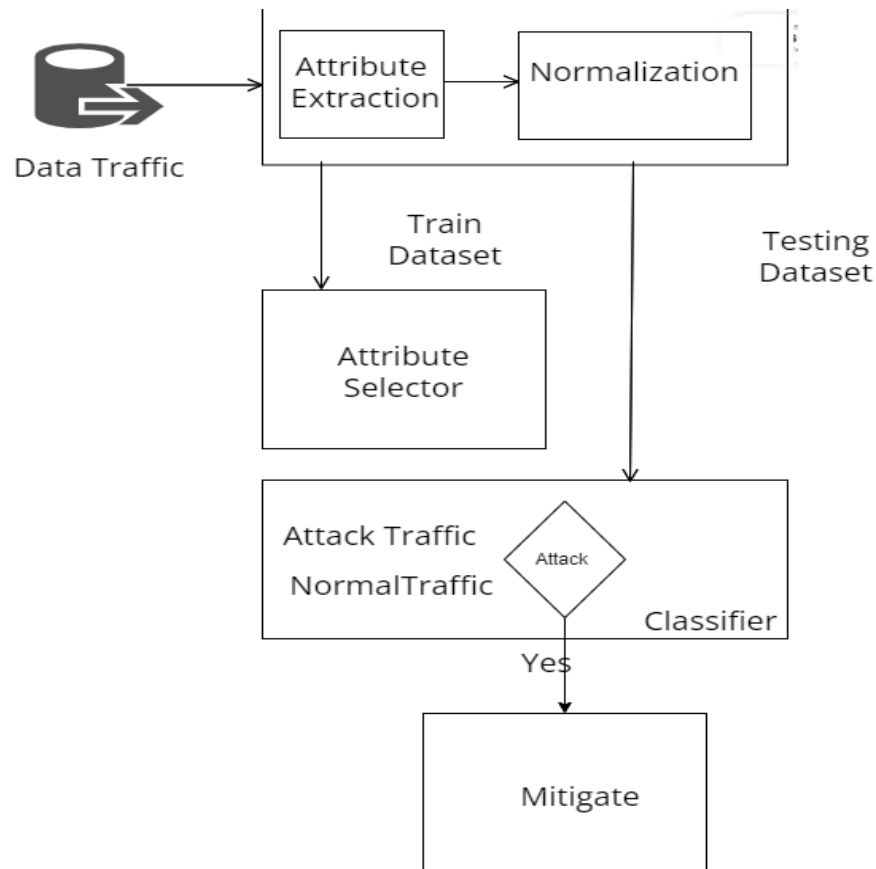 Attribute
Extraction
Normalization
Data Traffic
Train
Dataset
Testing
Dataset
Attribute
Selector
Attack Traffic
NormalTraffic
Attack
Classifier
Yes
Mitigate